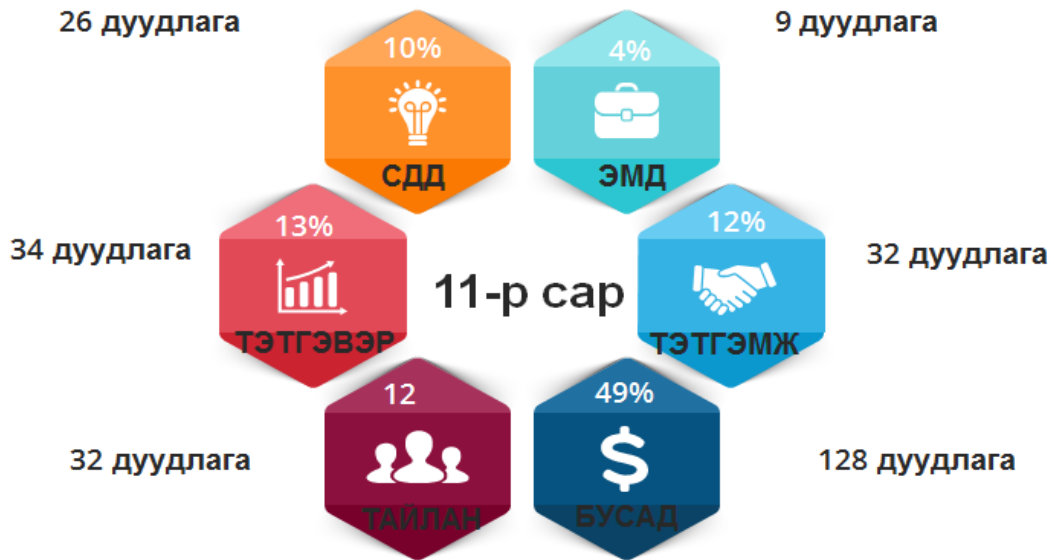 26 дуудлага
10%
СДД
4%
ЭМД
9 дуудлага
34 дуудлага
13%
ТЭТГЭВЭР
11-р сар
12%
ТЭТГЭМЖ
32 дуудлага
32 дуудлага
12
ТАЙЛАН
49%
БУСАД
128 дуудлага